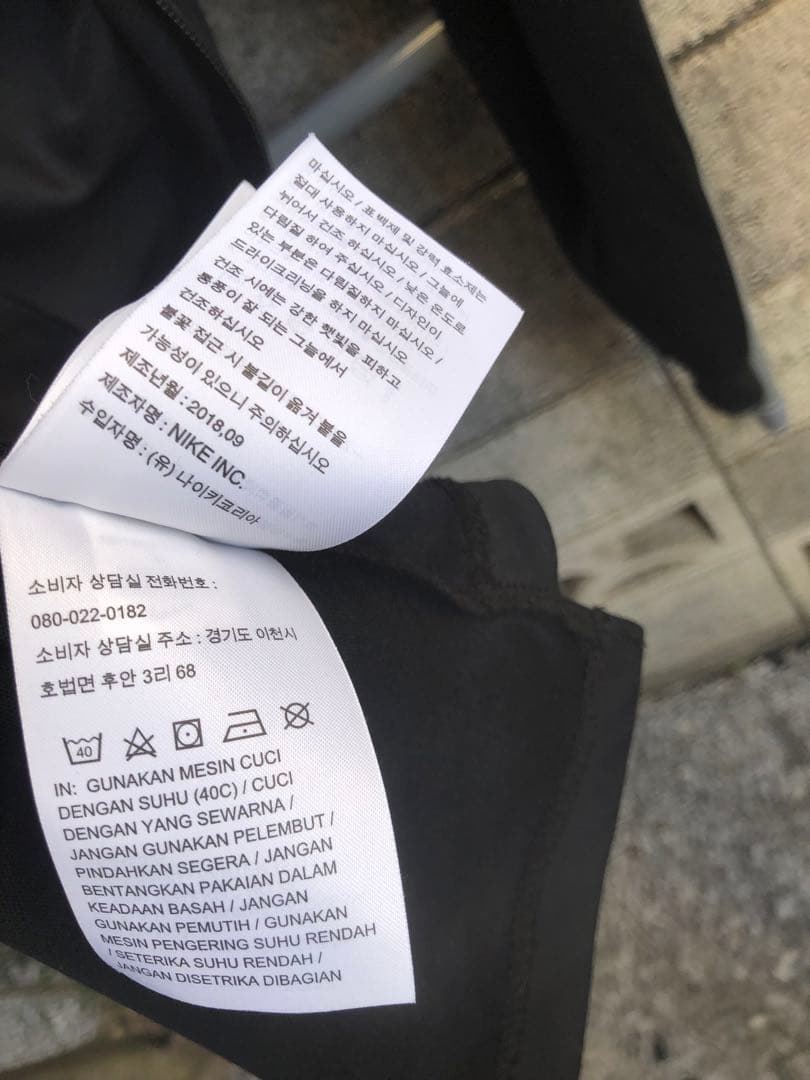 마십시오 / 표백제 및 강력 효소제는
절대 사용하지 마십시오 / 그늘에
뉘어서 건조 하십시오 / 낮은 온도로
다림질 하여 주십시오 / 디자인이
있는 부분은 다림질하지 마십시오 /
드라이크리닝을 하지 마십시오
건조 시에는 강한 햇빛을 피하고
통풍이 잘 되는 그늘에서
건조하십시오
불꽃 접근 시 불길이 옮겨 붙을
가능성이 있으니 주의하십시오
제조년월 : 2018,09
제조자명 : NIKE INC.
수입자명 : (유) 나이키코리아
소비자 상담실 전화번호 :
080-022-0182
소비자 상담실 주소 : 경기도 이천시
호법면 후안 3리 68
40
IN: GUNAKAN MESIN CUCI
DENGAN SUHU (40C) / CUCI
DENGAN YANG SEWARNA /
JANGAN GUNAKAN PELEMBUT /
PINDAHKAN SEGERA / JANGAN
BENTANGKAN PAKAIAN DALAM
KEADAAN BASAH / JANGAN
GUNAKAN PEMUTIH / GUNAKAN
MESIN PENGERING SUHU RENDAH
/ SETERIKA SUHU RENDAH /
JANGAN DISETRIKA DIBAGIAN